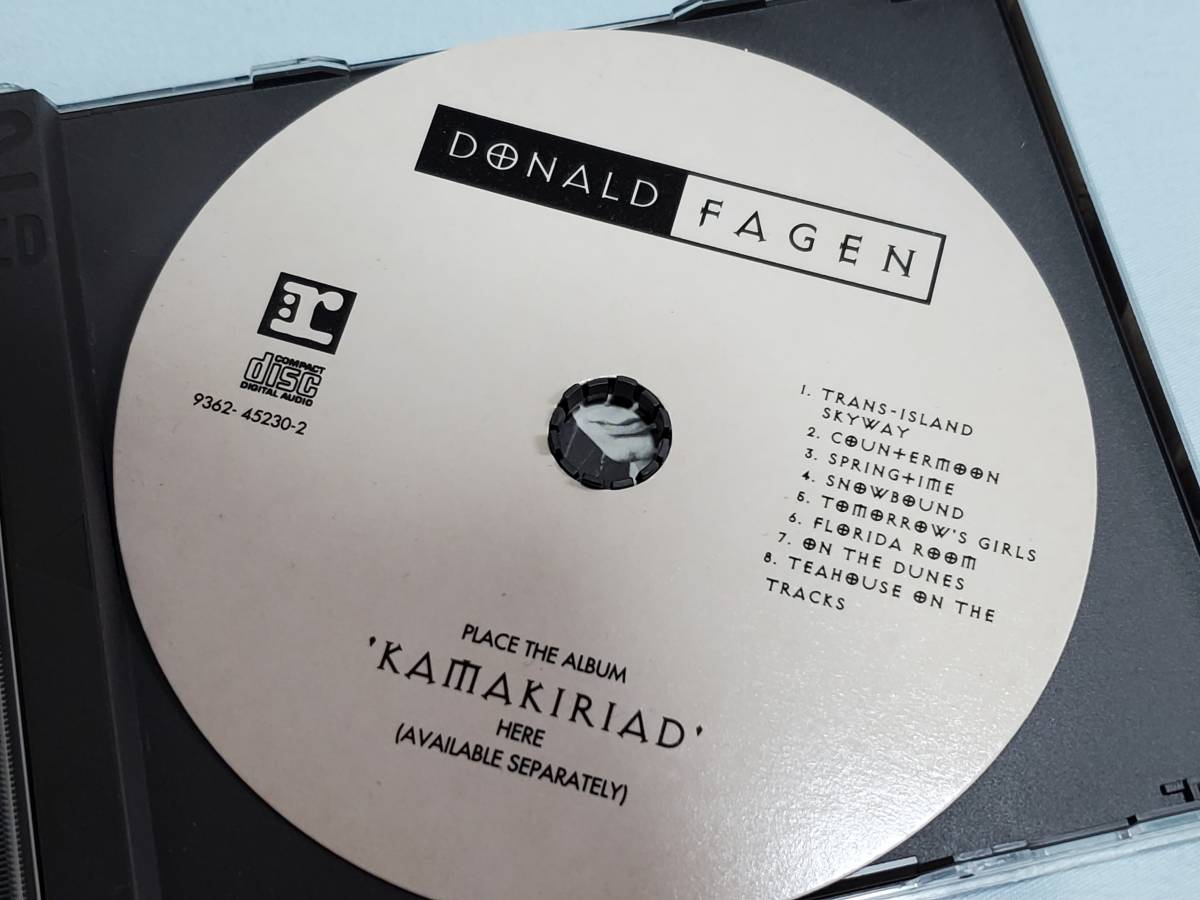 DONALD FAGEN
r
COMPACT
disc
DIGITAL AUDIO
9362- 45230-2
1. TRANS-ISLAND
SKYWAY
2. COUNTERMOON
3. SPRINGTIME
4. SNOWBOUND
5. TOMORROW'S GIRLS
6. FLORIDA ROOM
7. ON THE DUNES
8. TEAHOUSE ON THE
TRACKS
PLACE THE ALBUM
'KAMAKIRIAD'
HERE
(AVAILABLE SEPARATELY)